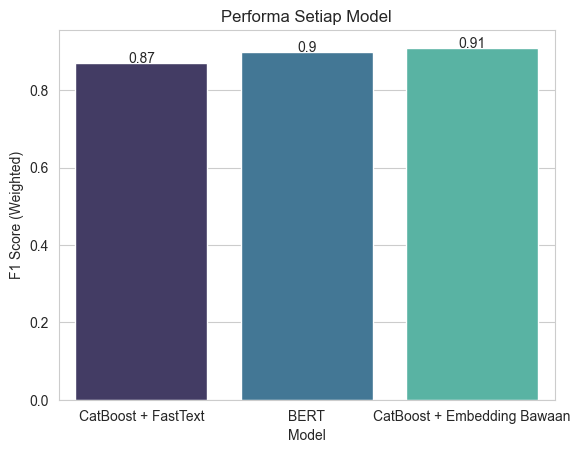 Performa Setiap Model
0.87
0.9
0.91
F1 Score (Weighted)
0.8
0.6
0.4
0.2
0.0
CatBoost + FastText
BERT
CatBoost + Embedding Bawaan
Model